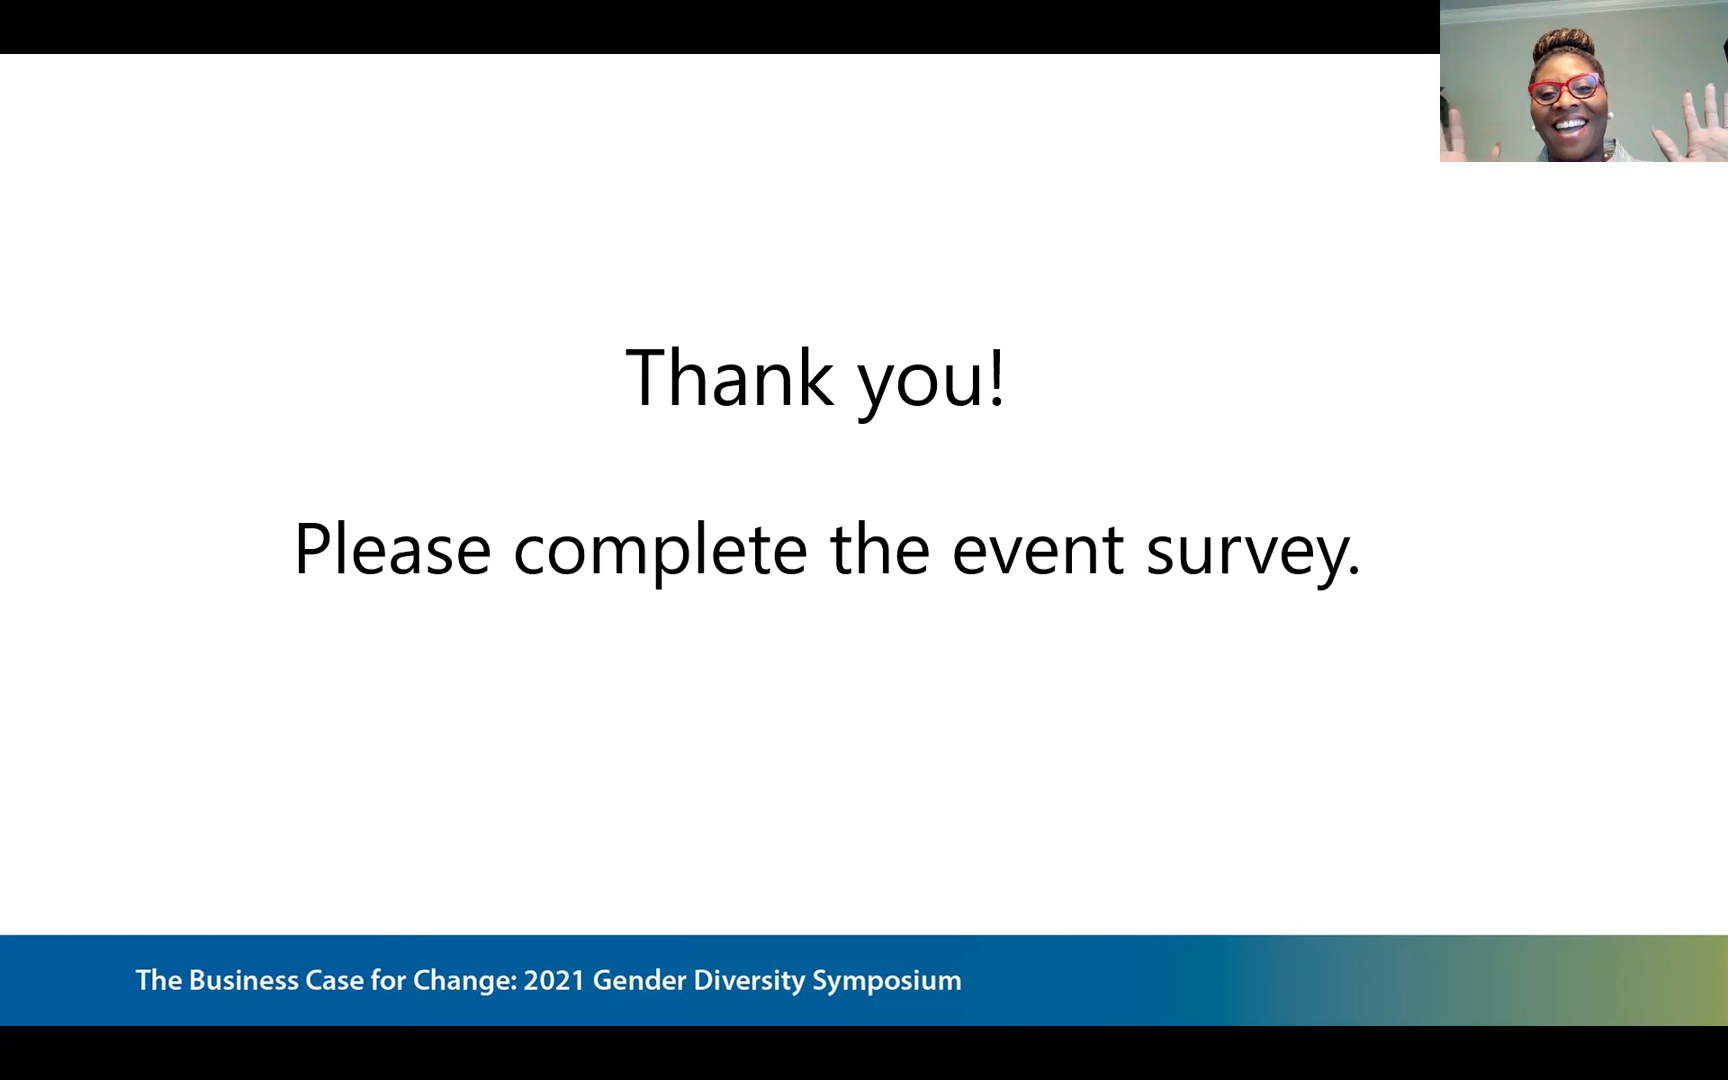 Thank you!
Please complete the event survey.
The Business Case for Change: 2021 Gender Diversity Symposium